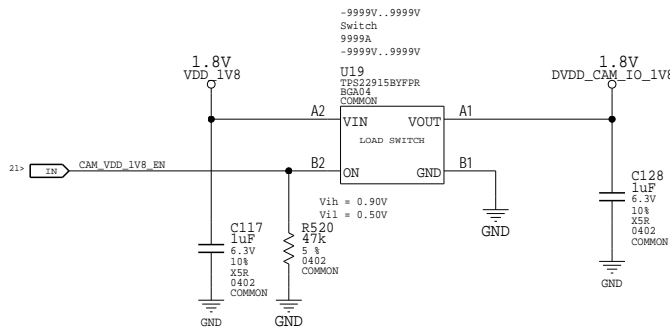 -9999V..9999V
Switch
9999A
-9999V..9999V
1.8V
VDD_1V8
U19
TPS22915BYFPR
BGA04
COMMON
1.8V
DVDD_CAM_IO_1V8
A2
VIN
VOUT
A1
LOAD SWITCH
21>
IN
CAM_VDD_1V8_EN
B2
ON
GND
B1
Vih = 0.90V
Vil = 0.50V
C117
1uF
6.3V
10%
X5R
0402
COMMON
R520
47k
5 %
0402
COMMON
GND
C128
1uF
6.3V
10%
X5R
0402
COMMON
GND
GND
GND